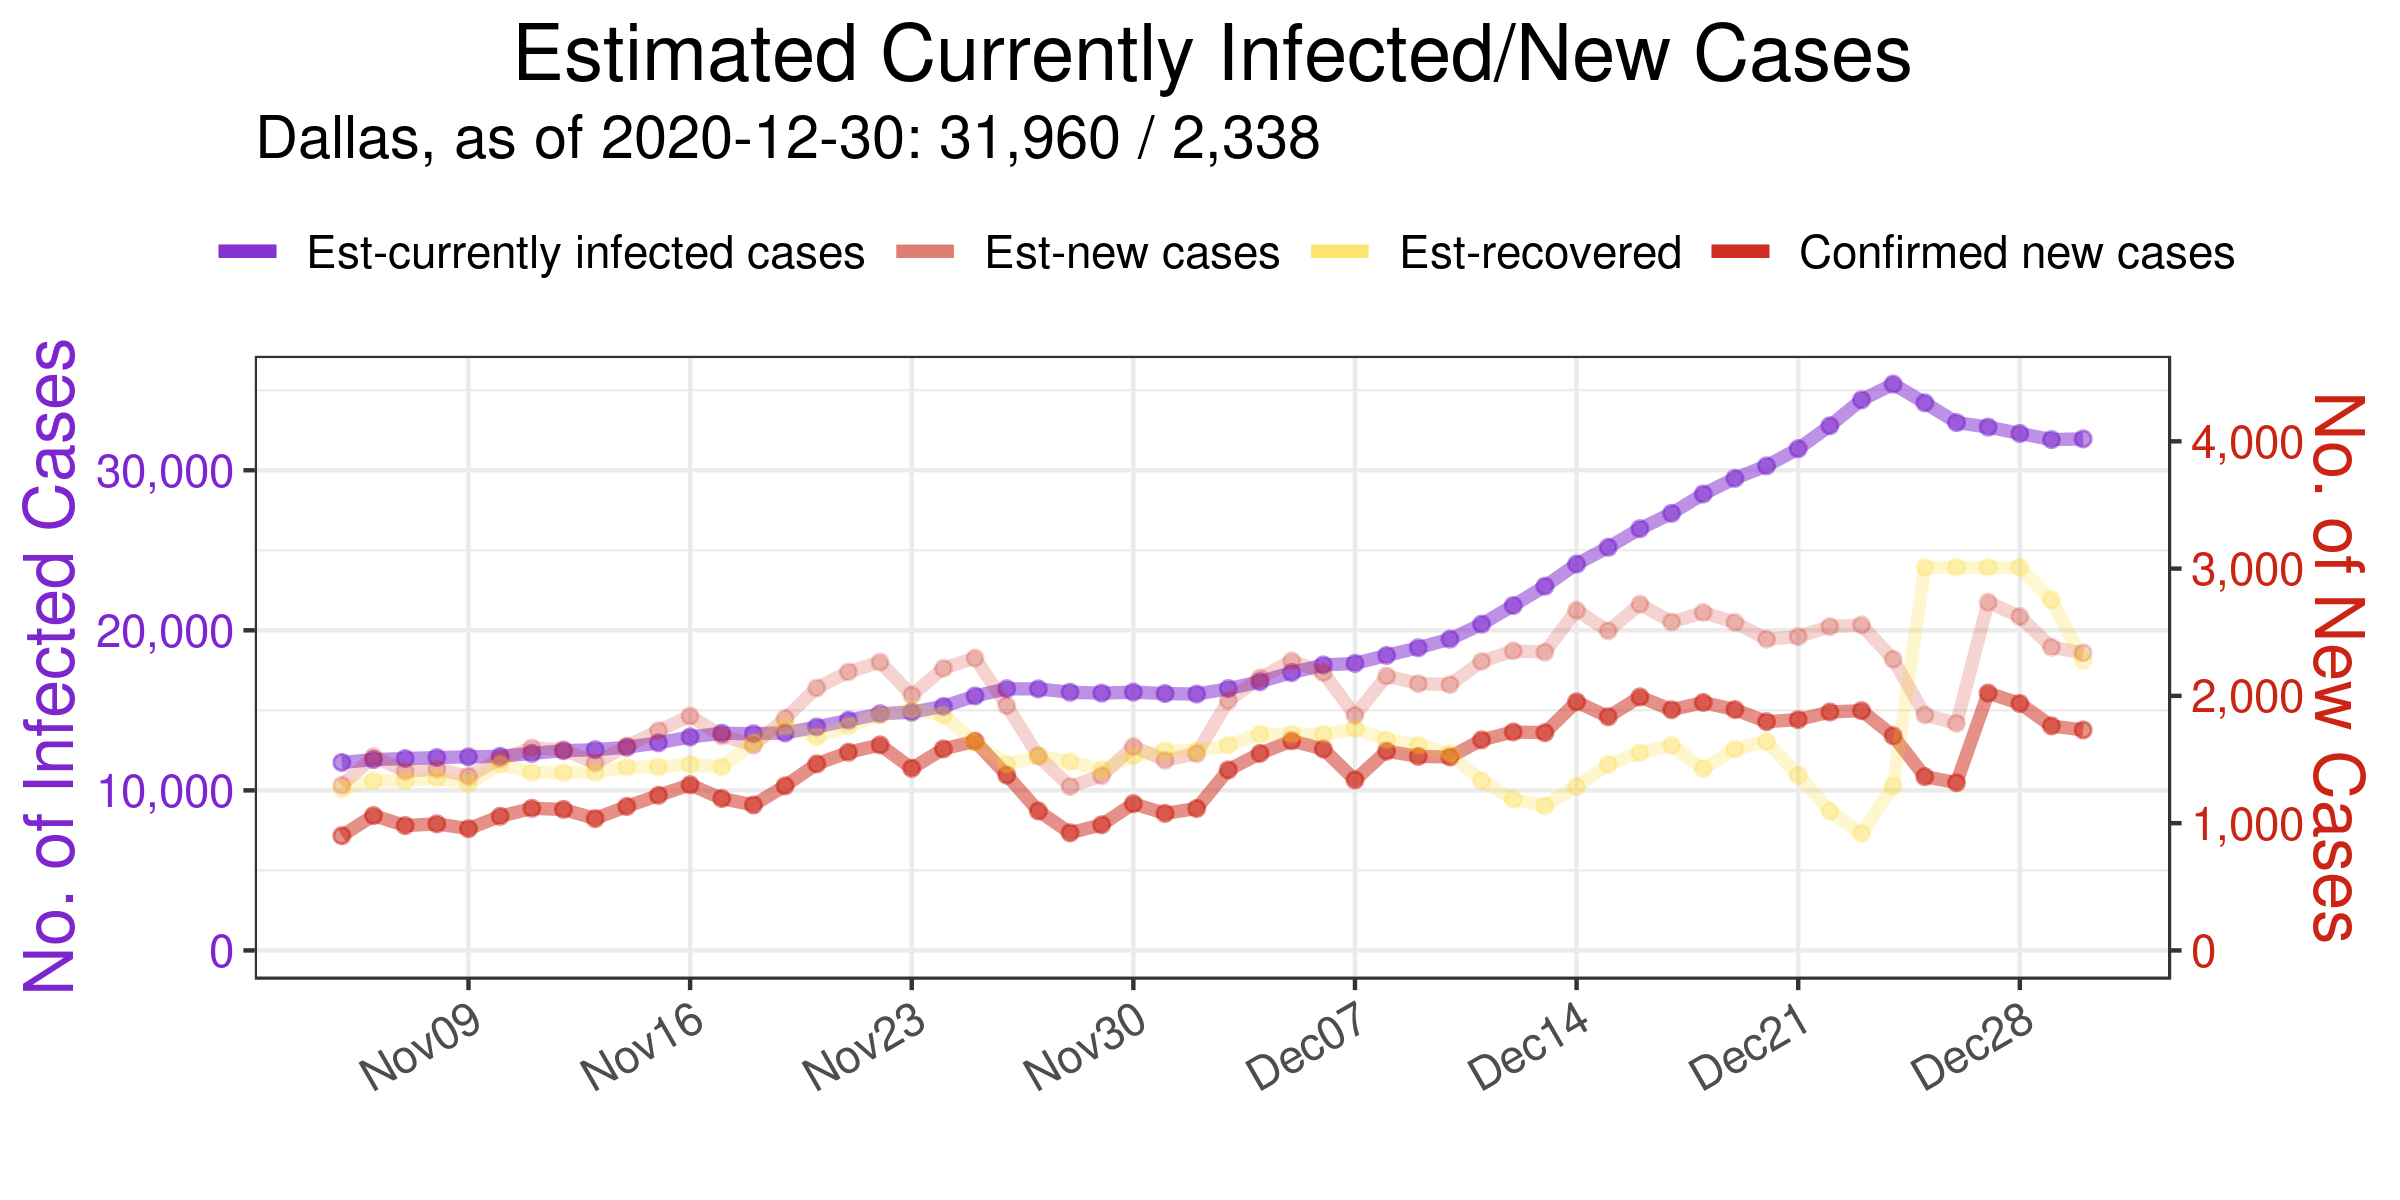 Estimated Currently Infected/New Cases
Dallas, as of 2020-12-30: 31,960 / 2,338
Est-currently infected cases Est-new cases Est-recovered Confirmed new cases
No. of Infected Cases
30,000
20,000
10,000
0
4,000
3,000
2,000
1,000
0
No. of New Cases
Nov09 Nov16 Nov23 Nov30 Dec07 Dec14 Dec21 Dec28